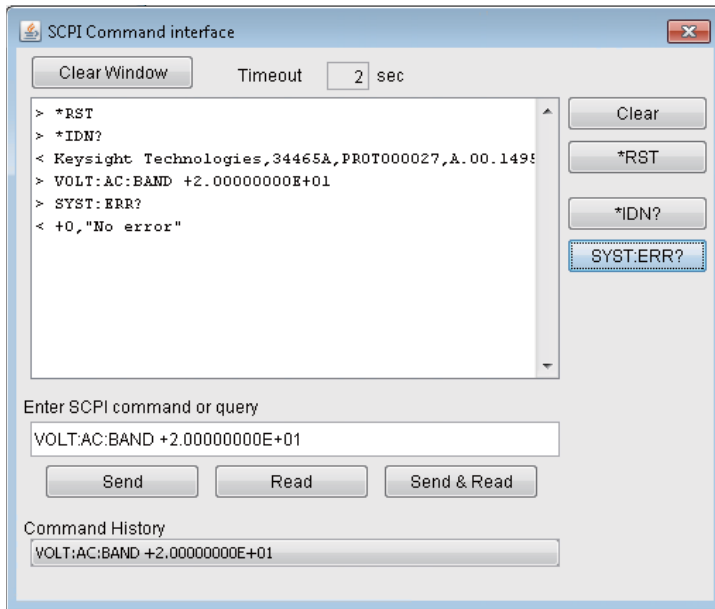 SCPI Command interface
Clear Window
Timeout 2 sec
> *RST
> *IDN?
< Keysight Technologies,34465A,PROT000027,A.00.1495
> VOLT:AC:BAND +2.00000000E+01
> SYST:ERR?
< +0,"No error"
Clear
*RST
*IDN?
SYST:ERR?
Enter SCPI command or query
VOLT:AC:BAND +2.00000000E+01
Send
Read
Send & Read
Command History
VOLT:AC:BAND +2.00000000E+01